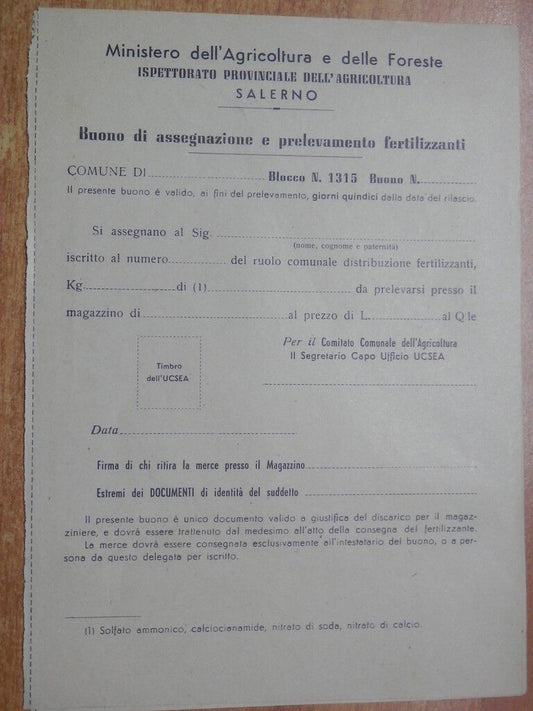 Ministero dell'Agricoltura e delle Foreste
ISPETTORATO PROVINCIALE DELL'AGRICOLTURA
SALERNO
Buono di assegnazione e prelevamento fertilizzanti
COMUNE DI Blocco N. 1315 Buono N.
Il presente buono è valido, ai fini del prelevamento, giorni quindici dalla data del rilascio.
Si assegnano al Sig.
(nome, cognome e paternità)
iscritto al numero del ruolo comunale distribuzione fertilizzanti,
Kg. di (1) da prelevarsi presso il
magazzino di al prezzo di L. al Q.le
Per il Comitato Comunale dell'Agricoltura
Il Segretario Capo Ufficio UCSEA
Timbro
dell'UCSEA
Data
Firma di chi ritira la merce presso il Magazzino
Estremi dei DOCUMENTI di identità del suddetto
Il presente buono è unico documento valido a giustifica del discarico per il magaz-
ziniere, e dovrà essere trattenuto dal medesimo all'atto della consegna del fertilizzante.
La merce dovrà essere consegnata esclusivamente all'intestatario del buono, o a per-
sona da questo delegata per iscritto.
(1) Solfato ammonico, calciocianamide, nitrato di soda, nitrato di calcio.